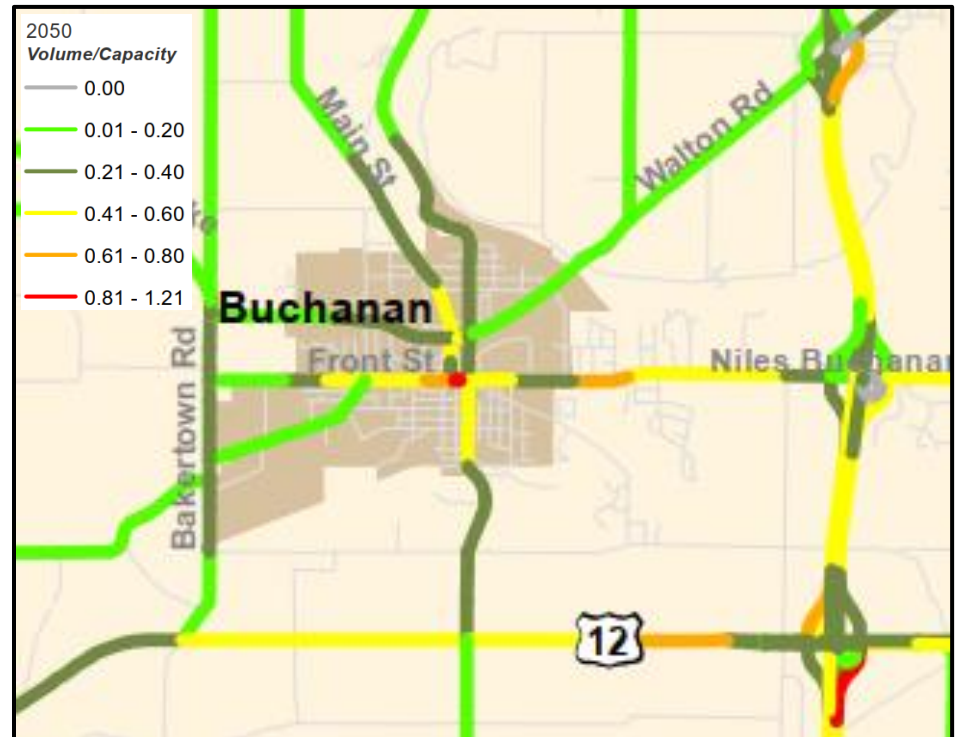 2050
Volume/Capacity
0.00
0.01 - 0.20
0.21 - 0.40
0.41 - 0.60
0.61 - 0.80
0.81 - 1.21
Main St
Walton Rd
Buchanan
Front St
Niles Buchanan
Bakertown Rd
12